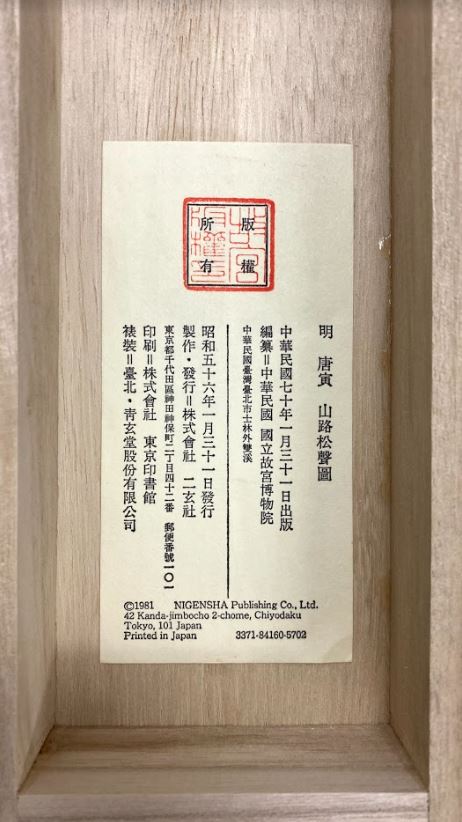 版權
所有
明 唐寅 山路松聲圖
中華民國七十年一月三十一日出版
編纂＝中華民國 國立故宮博物院
中華民國臺灣臺北市士林外雙溪
昭和五十六年一月三十一日發行
製作・發行＝株式會社 二玄社
東京都千代田區神田神保町二丁目四十二番 郵便番號一〇一
印刷＝株式會社 東京印書館
裱裝＝臺北・靑玄堂股份有限公司
©1981 NIGENSHA Publishing Co., Ltd.
42 Kanda-jimbocho 2-chome, Chiyodaku
Tokyo, 101 Japan
Printed in Japan 3371-84160-5702